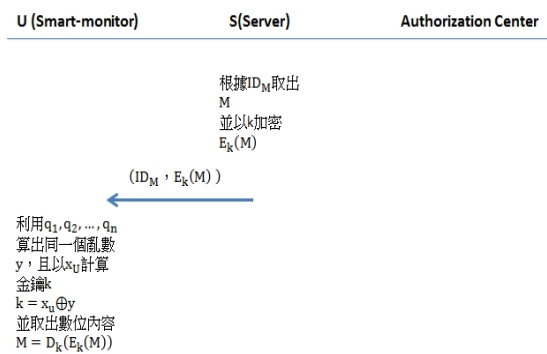 U (Smart-monitor) S(Server) Authorization Center
根據ID_M取出
M
並以k加密
E_k(M)
(ID_M，E_k(M) )
利用q_1,q_2,…,q_n
算出同一個亂數
y，且以x_U計算
金鑰k
k = x_u⊕y
並取出數位內容
M = D_k(E_k(M))